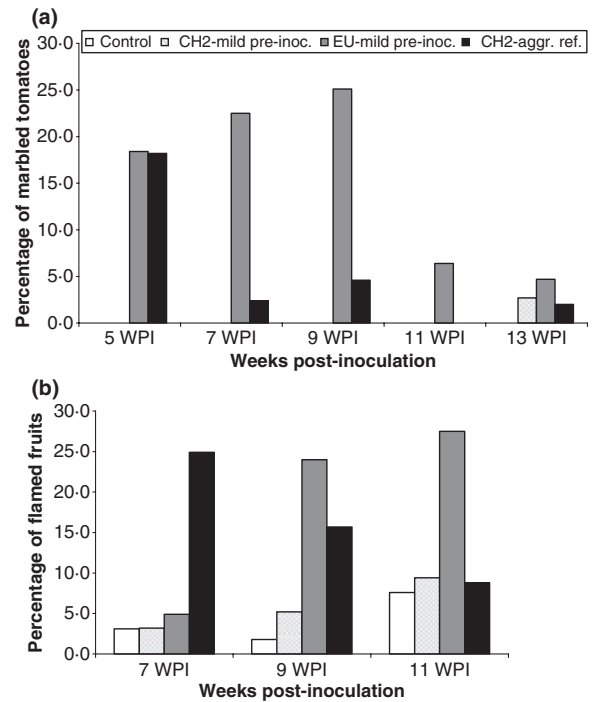 (a)
Control CH2-mild pre-inoc. EU-mild pre-inoc. CH2-aggr. ref.
Percentage of marbled tomatoes
30·0
25·0
20·0
15·0
10·0
5·0
0·0
5 WPI 7 WPI 9 WPI 11 WPI 13 WPI
Weeks post-inoculation
(b)
Percentage of flamed fruits
30·0
25·0
20·0
15·0
10·0
5·0
0·0
7 WPI 9 WPI 11 WPI
Weeks post-inoculation